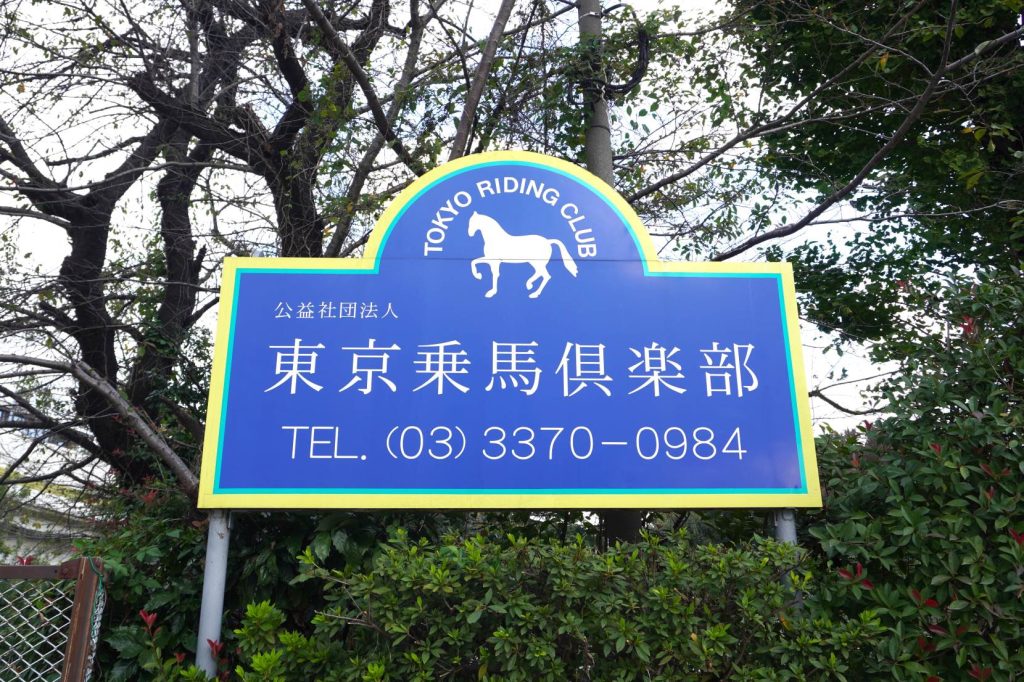 TOKYO RIDING CLUB
公益社団法人
東京乗馬倶楽部
TEL. (03) 3370-0984